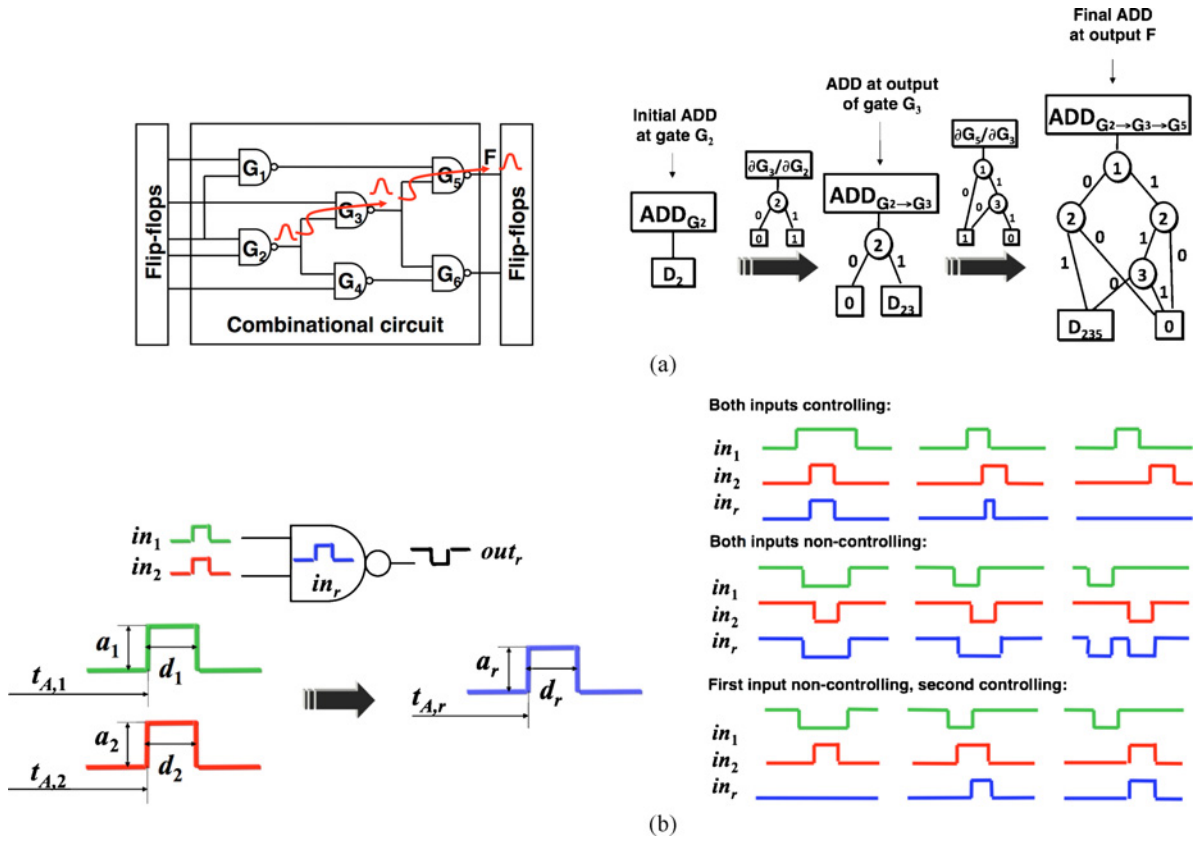 Flip-flops
G1
G2
G3
G4
G5
G6
F
Combinational circuit
Flip-flops
Initial ADD
at gate G2
ADDG2
D2
∂G3/∂G2
2
0 1
0 1
ADD at output
of gate G3
ADDG2→G3
2
0 1
0 D23
∂G5/∂G3
1
0 1
3
0 1
1 0
Final ADD
at output F
ADDG2→G3→G5
1
0 1
2 2
0 1 0
1 3
0 1
D235 0
(a)
in1
in2
inr
outr
a1
d1
tA,1
a2
d2
tA,2
ar
dr
tA,r
Both inputs controlling:
in1
in2
inr
Both inputs non-controlling:
in1
in2
inr
First input non-controlling, second controlling:
in1
in2
inr
(b)